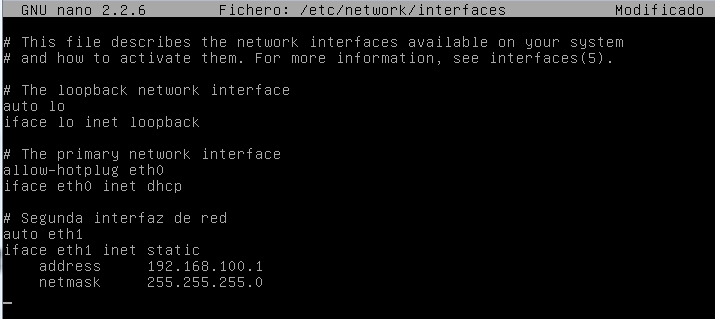 GNU nano 2.2.6 Fichero: /etc/network/interfaces Modificado
# This file describes the network interfaces available on your system
# and how to activate them. For more information, see interfaces(5).
# The loopback network interface
auto lo
iface lo inet loopback
# The primary network interface
allow-hotplug eth0
iface eth0 inet dhcp
# Segunda interfaz de red
auto eth1
iface eth1 inet static
address 192.168.100.1
netmask 255.255.255.0